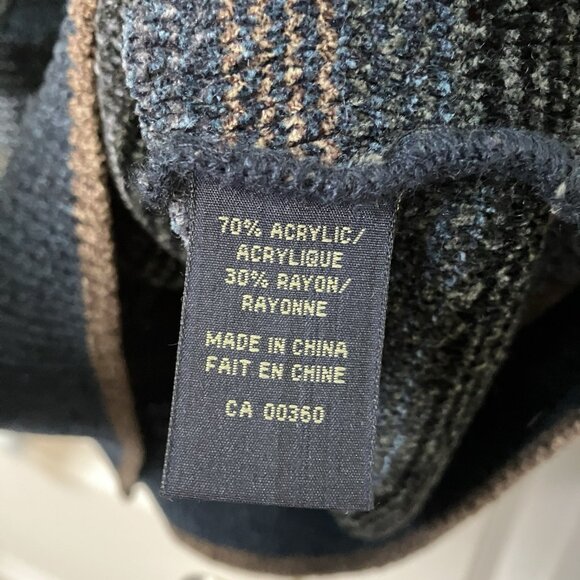 70% ACRYLIC/
ACRYLIQUE
30% RAYON/
RAYONNE
MADE IN CHINA
FAIT EN CHINE
CA 00360